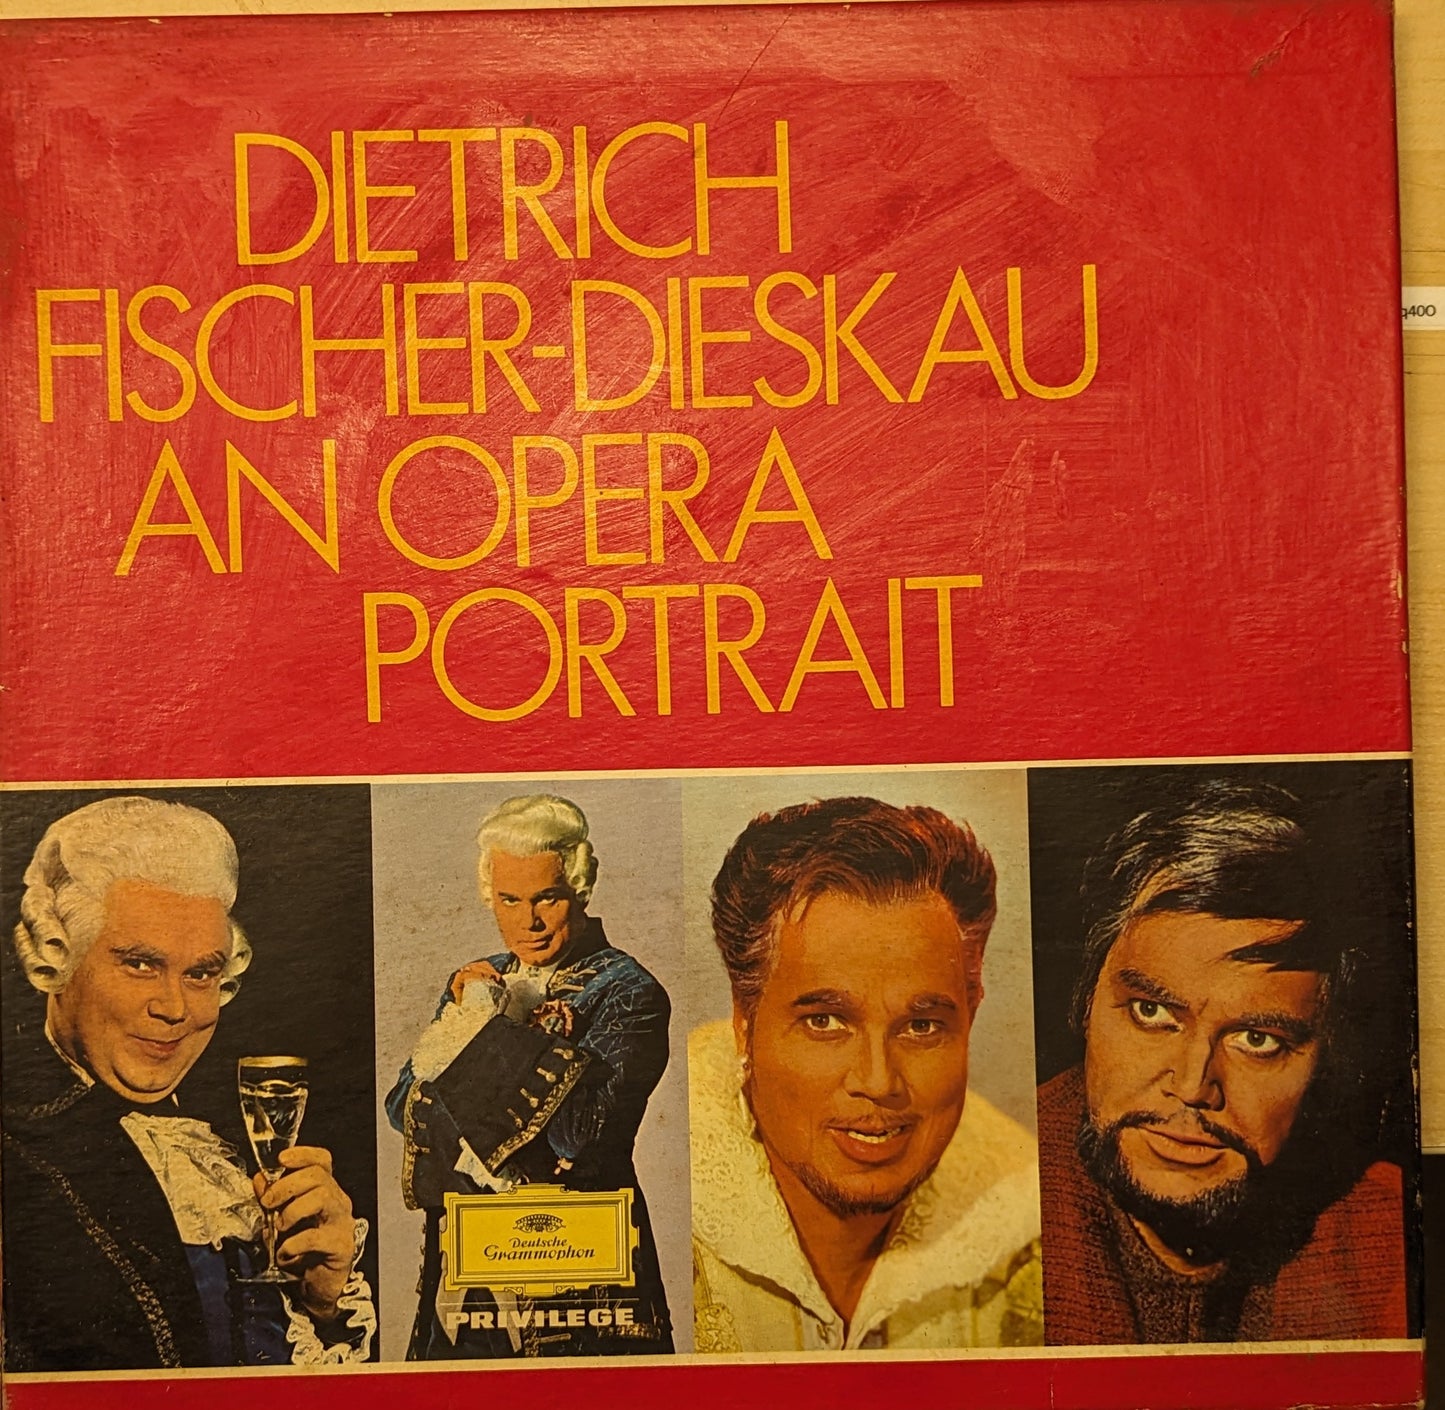 DIETRICH
FISCHER-DIESKAU
AN OPERA
PORTRAIT
q400
Deutsche
Grammophon
PRIVILEGE